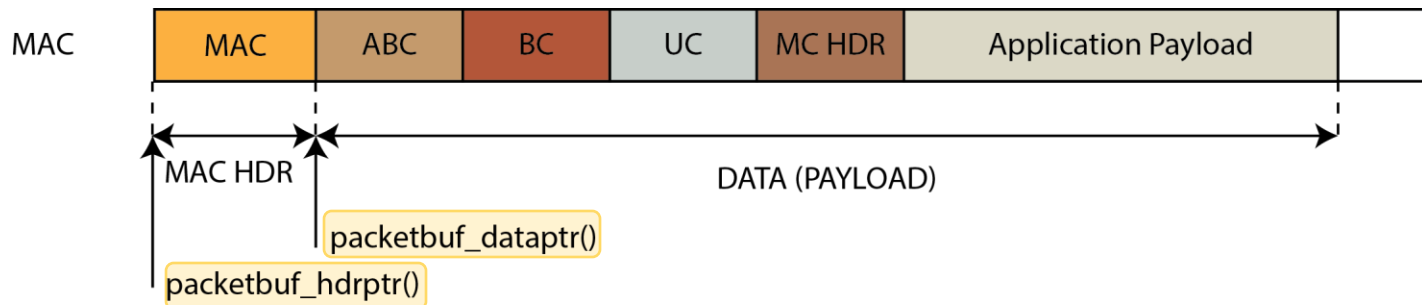 MAC MAC ABC BC UC MC HDR Application Payload
MAC HDR DATA (PAYLOAD)
packetbuf_dataptr()
packetbuf_hdrptr()